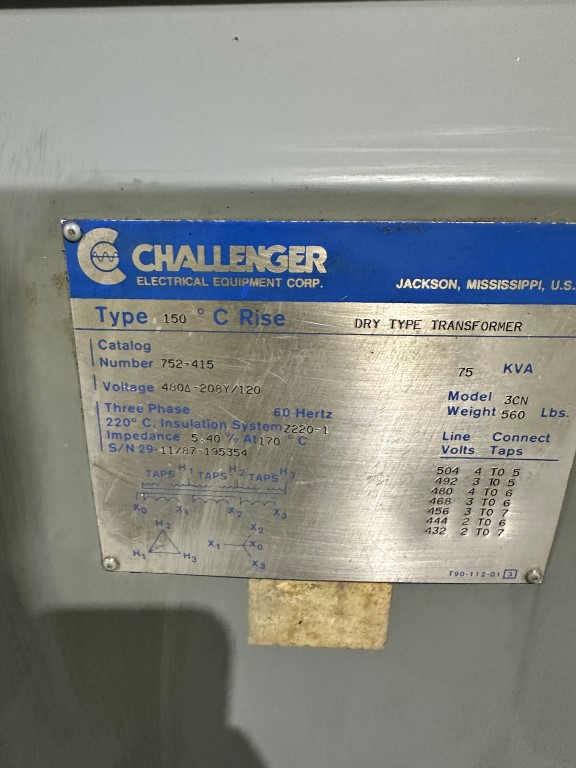 CHALLENGER
ELECTRICAL EQUIPMENT CORP.
JACKSON, MISSISSIPPI, U.S.
Type 150 ° C Rise DRY TYPE TRANSFORMER
Catalog
Number 752-415
75 KVA
Voltage 480Δ-208Y/120
Model 3CN
Weight 560 Lbs.
Three Phase 60 Hertz
220° C. Insulation System Z220-1
Impedance 5.40 % At 170 ° C
S/N 29-11/87-195354
Line Connect
Volts Taps
504 4 TO 5
492 3 TO 5
480 4 TO 6
468 3 TO 6
456 3 TO 7
444 2 TO 6
432 2 TO 7
H1 H2 H3
TAPS TAPS TAPS
X0 X1 X2 X3
H2
H1 H3
X2
X1 X0
X3
T90-112-01 3